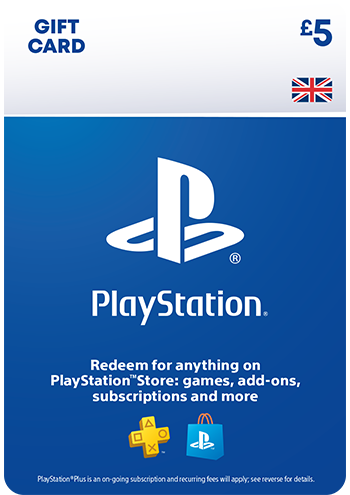 GIFT
CARD
£5
PlayStation®
Redeem for anything on
PlayStation™Store: games, add-ons,
subscriptions and more
PlayStation®Plus is an on-going subscription and recurring fees will apply; see reverse for details.